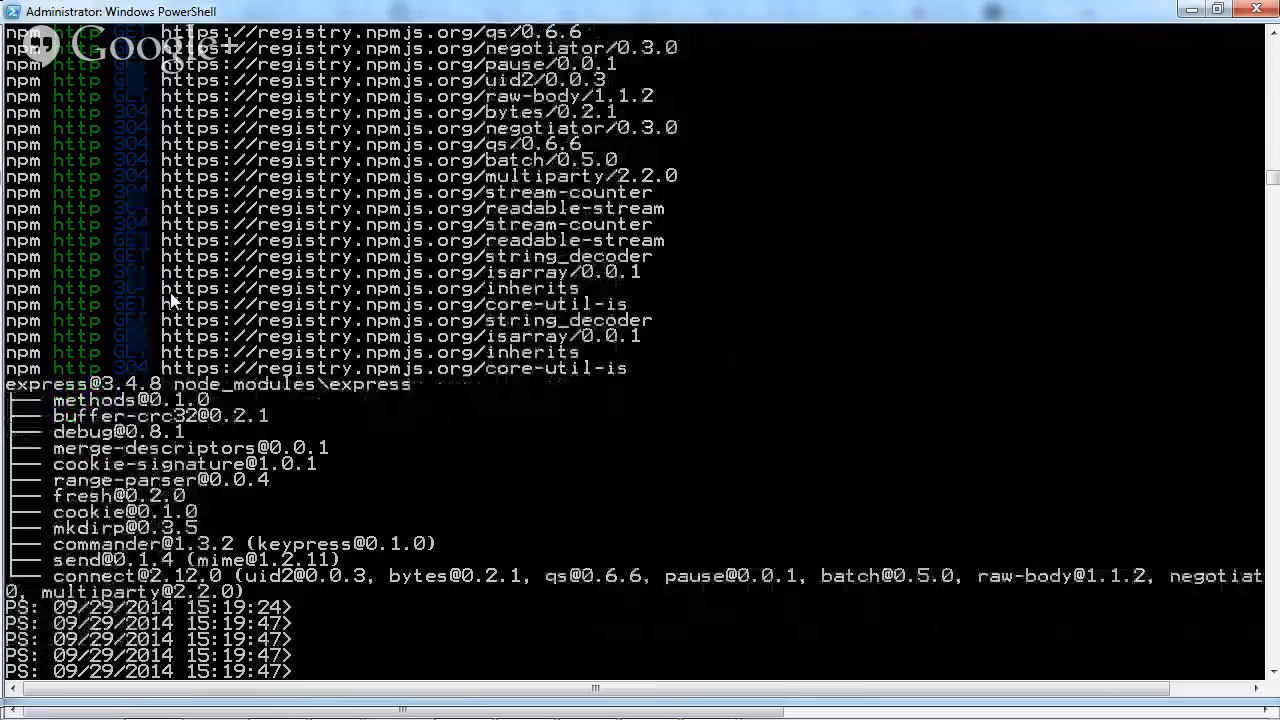 Administrator: Windows PowerShell
Google+
npm http GET https://registry.npmjs.org/qs/0.6.6
npm http https://registry.npmjs.org/negotiator/0.3.0
npm http https://registry.npmjs.org/pause/0.0.1
npm http https://registry.npmjs.org/uid2/0.0.3
npm http https://registry.npmjs.org/raw-body/1.1.2
npm http 304 https://registry.npmjs.org/bytes/0.2.1
npm http 304 https://registry.npmjs.org/negotiator/0.3.0
npm http 304 https://registry.npmjs.org/qs/0.6.6
npm http 304 https://registry.npmjs.org/batch/0.5.0
npm http 304 https://registry.npmjs.org/multiparty/2.2.0
npm http https://registry.npmjs.org/stream-counter
npm http https://registry.npmjs.org/readable-stream
npm http 304 https://registry.npmjs.org/stream-counter
npm http https://registry.npmjs.org/readable-stream
npm http GET https://registry.npmjs.org/string_decoder
npm http https://registry.npmjs.org/isarray/0.0.1
npm http https://registry.npmjs.org/inherits
npm http GET https://registry.npmjs.org/core-util-is
npm http https://registry.npmjs.org/string_decoder
npm http https://registry.npmjs.org/isarray/0.0.1
npm http https://registry.npmjs.org/inherits
npm http 304 https://registry.npmjs.org/core-util-is
express@3.4.8 node_modules\express
methods@0.1.0
buffer-crc32@0.2.1
debug@0.8.1
merge-descriptors@0.0.1
cookie-signature@1.0.1
range-parser@0.0.4
fresh@0.2.0
cookie@0.1.0
mkdirp@0.3.5
commander@1.3.2 (keypress@0.1.0)
send@0.1.4 (mime@1.2.11)
connect@2.12.0 (uid2@0.0.3, bytes@0.2.1, qs@0.6.6, pause@0.0.1, batch@0.5.0, raw-body@1.1.2, negotiat
0, multiparty@2.2.0)
PS: 09/29/2014 15:19:24>
PS: 09/29/2014 15:19:47>
PS: 09/29/2014 15:19:47>
PS: 09/29/2014 15:19:47>
PS: 09/29/2014 15:19:47>